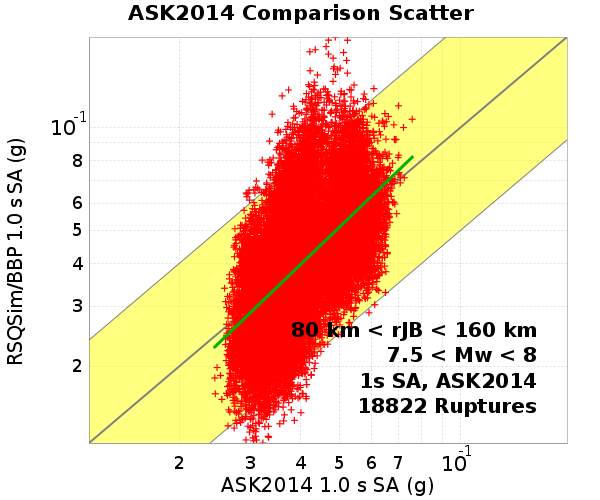 ASK2014 Comparison Scatter
RSQSim/BBP 1.0 s SA (g)
10-1
8
6
5
4
3
2
80 km < rJB < 160 km
7.5 < Mw < 8
1s SA, ASK2014
18822 Ruptures
2 3 4 5 6 7 10-1
ASK2014 1.0 s SA (g)